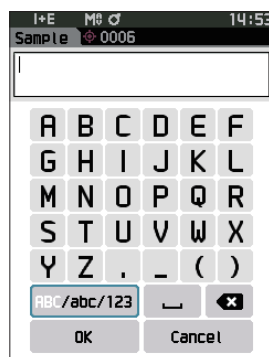 I+E M 14:53
Sample 0006
A B C D E F
G H I J K L
M N O P Q R
S T U V W X
Y Z . _ ( )
ABC/abc/123
OK Cancel